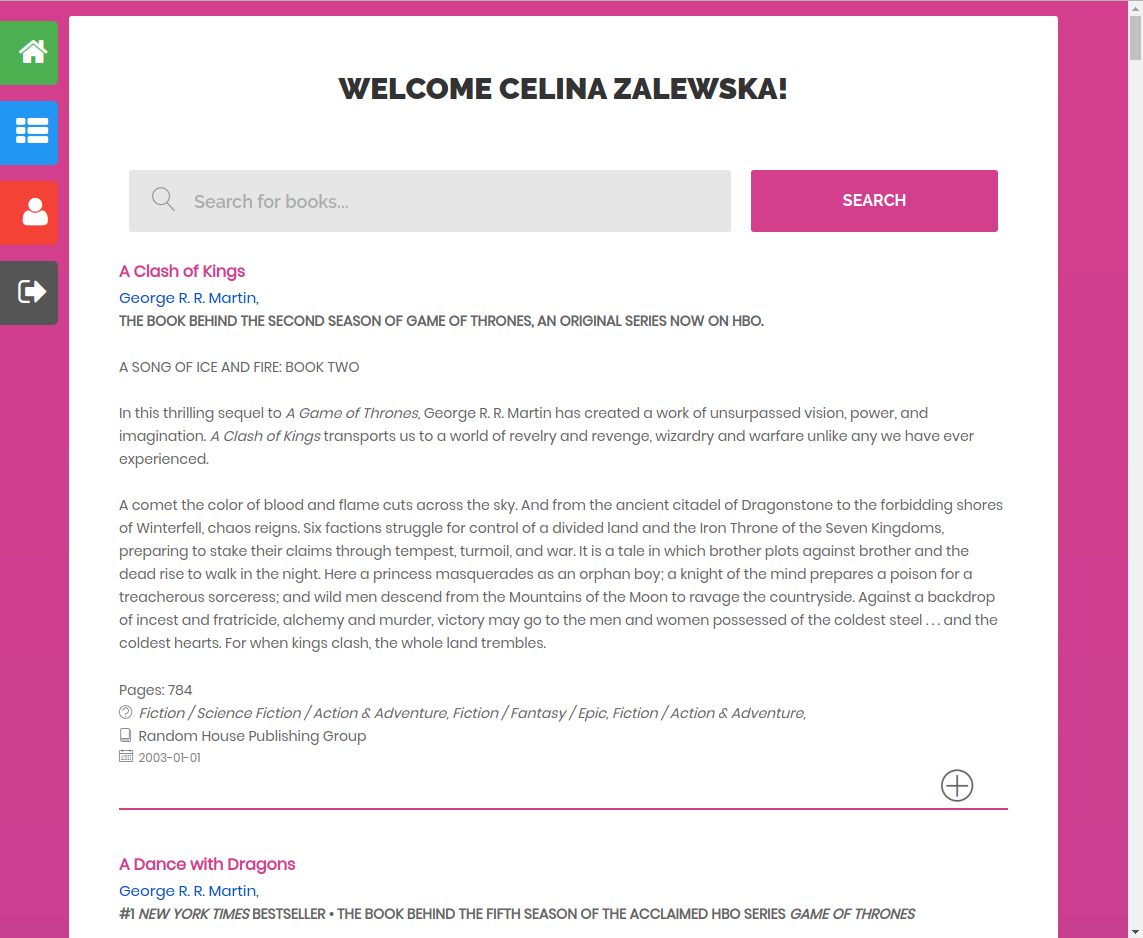 WELCOME CELINA ZALEWSKA!
Search for books...
SEARCH
A Clash of Kings
George R. R. Martin,
THE BOOK BEHIND THE SECOND SEASON OF GAME OF THRONES, AN ORIGINAL SERIES NOW ON HBO.
A SONG OF ICE AND FIRE: BOOK TWO
In this thrilling sequel to A Game of Thrones, George R. R. Martin has created a work of unsurpassed vision, power, and
imagination. A Clash of Kings transports us to a world of revelry and revenge, wizardry and warfare unlike any we have ever
experienced.
A comet the color of blood and flame cuts across the sky. And from the ancient citadel of Dragonstone to the forbidding shores
of Winterfell, chaos reigns. Six factions struggle for control of a divided land and the Iron Throne of the Seven Kingdoms,
preparing to stake their claims through tempest, turmoil, and war. It is a tale in which brother plots against brother and the
dead rise to walk in the night. Here a princess masquerades as an orphan boy; a knight of the mind prepares a poison for a
treacherous sorceress; and wild men descend from the Mountains of the Moon to ravage the countryside. Against a backdrop
of incest and fratricide, alchemy and murder, victory may go to the men and women possessed of the coldest steel . . . and the
coldest hearts. For when kings clash, the whole land trembles.
Pages: 784
Fiction / Science Fiction / Action & Adventure, Fiction / Fantasy / Epic, Fiction / Action & Adventure,
Random House Publishing Group
2003-01-01
A Dance with Dragons
George R. R. Martin,
#1 NEW YORK TIMES BESTSELLER • THE BOOK BEHIND THE FIFTH SEASON OF THE ACCLAIMED HBO SERIES GAME OF THRONES